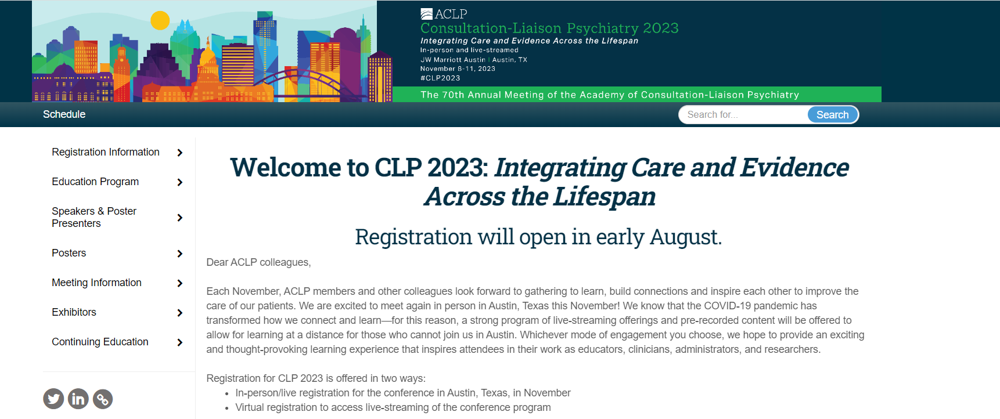 ACLP
Consultation-Liaison Psychiatry 2023
Integrating Care and Evidence Across the Lifespan
In-person and live-streamed
JW Marriott Austin | Austin, TX
November 8-11, 2023
#CLP2023
The 70th Annual Meeting of the Academy of Consultation-Liaison Psychiatry
Schedule
Search for...
Search
Registration Information
Education Program
Speakers & Poster
Presenters
Posters
Meeting Information
Exhibitors
Continuing Education
Welcome to CLP 2023: Integrating Care and Evidence
Across the Lifespan
Registration will open in early August.
Dear ACLP colleagues,
Each November, ACLP members and other colleagues look forward to gathering to learn, build connections and inspire each other to improve the
care of our patients. We are excited to meet again in person in Austin, Texas this November! We know that the COVID-19 pandemic has
transformed how we connect and learn—for this reason, a strong program of live-streaming offerings and pre-recorded content will be offered to
allow for learning at a distance for those who cannot join us in Austin. Whichever mode of engagement you choose, we hope to provide an exciting
and thought-provoking learning experience that inspires attendees in their work as educators, clinicians, administrators, and researchers.
Registration for CLP 2023 is offered in two ways:
• In-person/live registration for the conference in Austin, Texas, in November
• Virtual registration to access live-streaming of the conference program